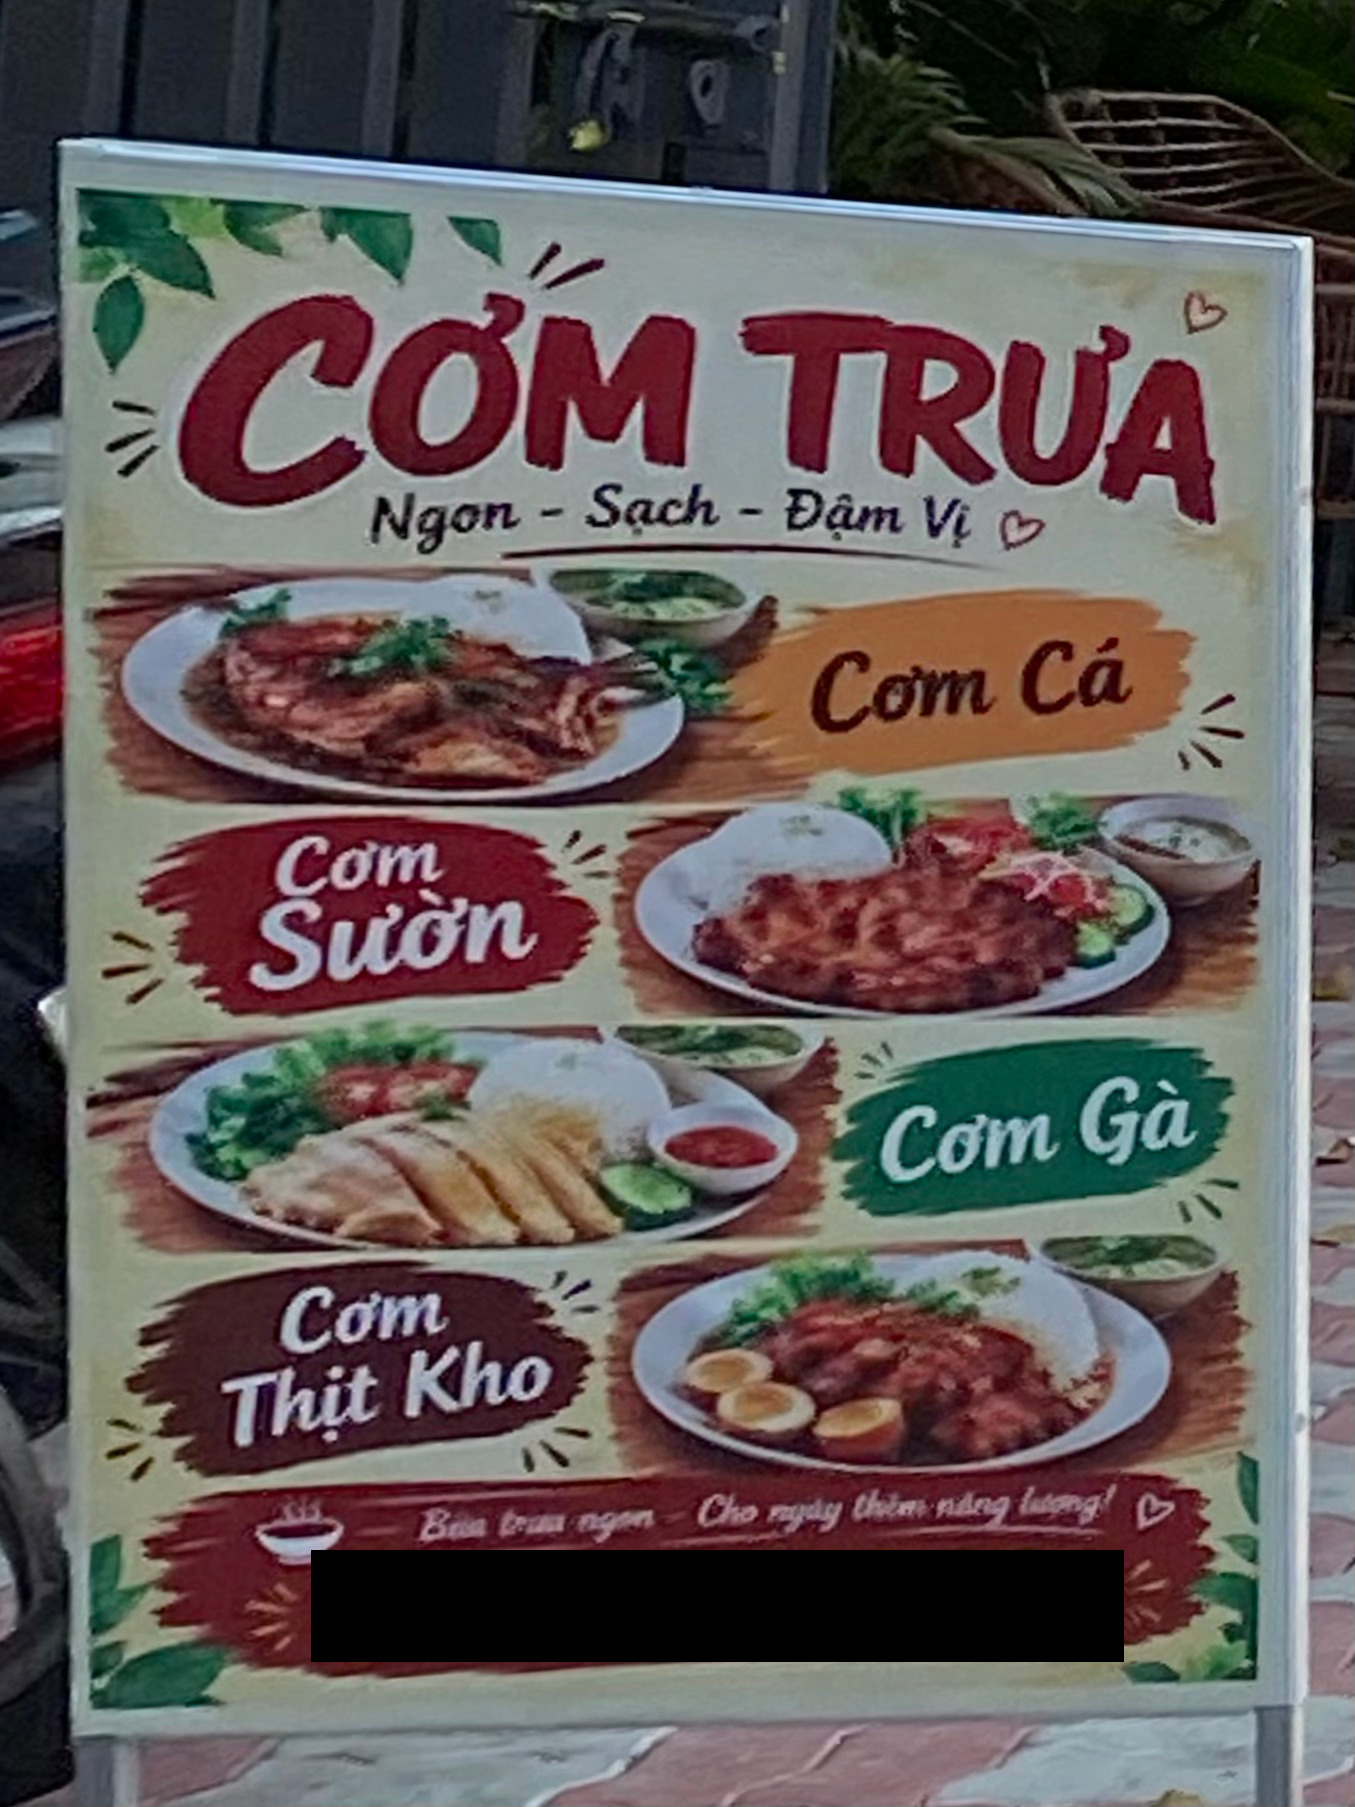 CƠM TRƯA
Ngon - Sạch - Đậm Vị
Cơm Cá
Cơm
Sườn
Cơm Gà
Cơm
Thịt Kho
Bữa trưa ngon - Cho ngày thêm năng lượng!